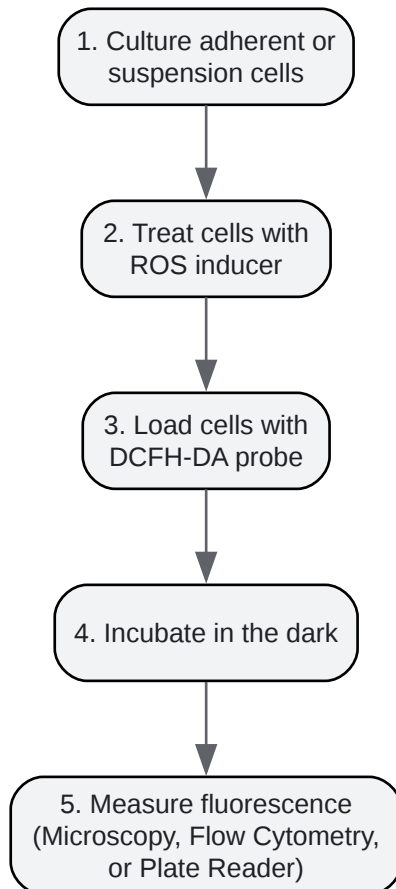 1. Culture adherent or
suspension cells
2. Treat cells with
ROS inducer
3. Load cells with
DCFH-DA probe
4. Incubate in the dark
5. Measure fluorescence
(Microscopy, Flow Cytometry,
or Plate Reader)